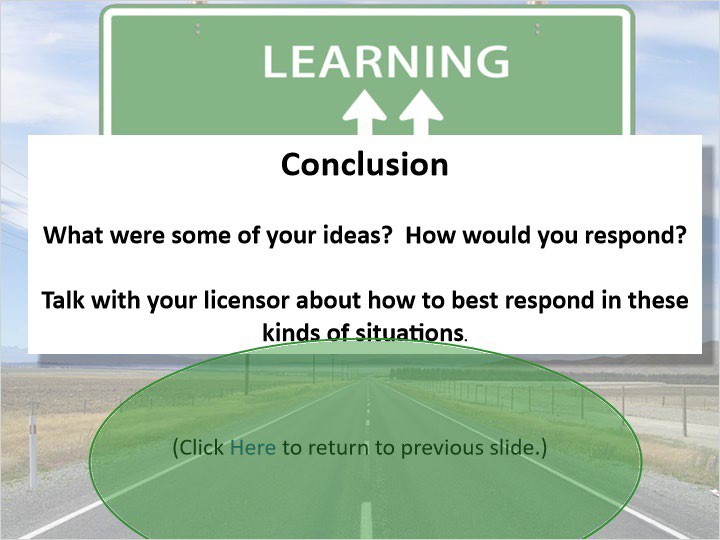 LEARNING
Conclusion
What were some of your ideas?  How would you respond?
Talk with your licensor about how to best respond in these
kinds of situations.
(Click Here to return to previous slide.)